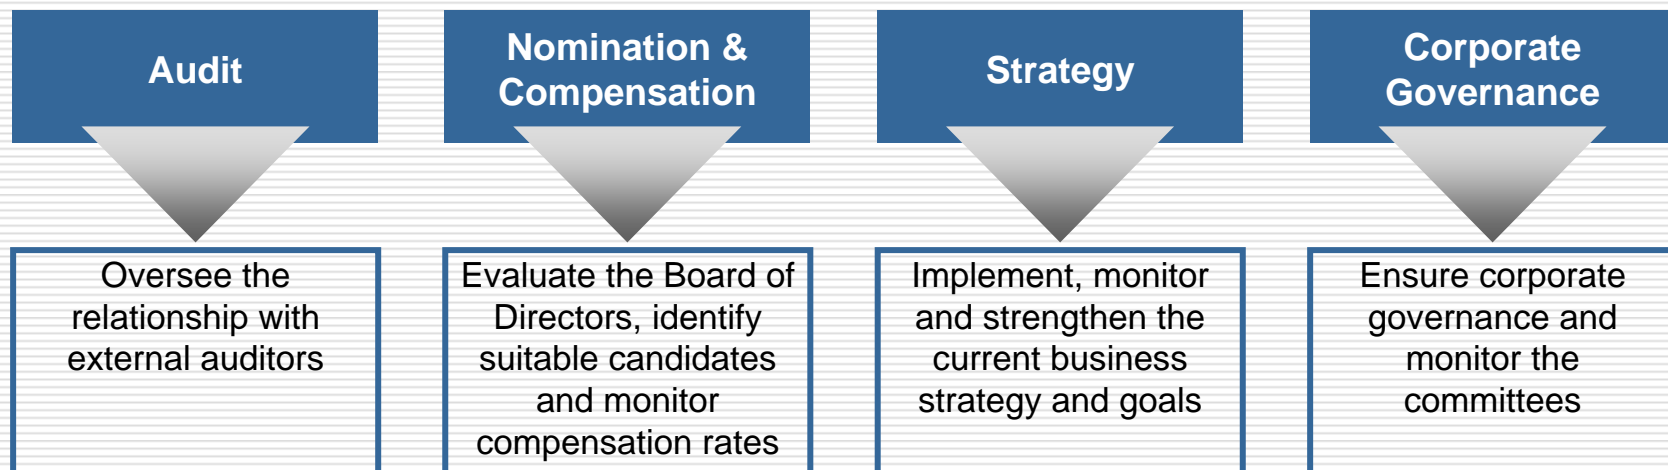 Audit
Nomination &
Compensation
Strategy
Corporate
Governance
Oversee the
relationship with
external auditors
Evaluate the Board of
Directors, identify
suitable candidates
and monitor
compensation rates
Implement, monitor
and strengthen the
current business
strategy and goals
Ensure corporate
governance and
monitor the
committees